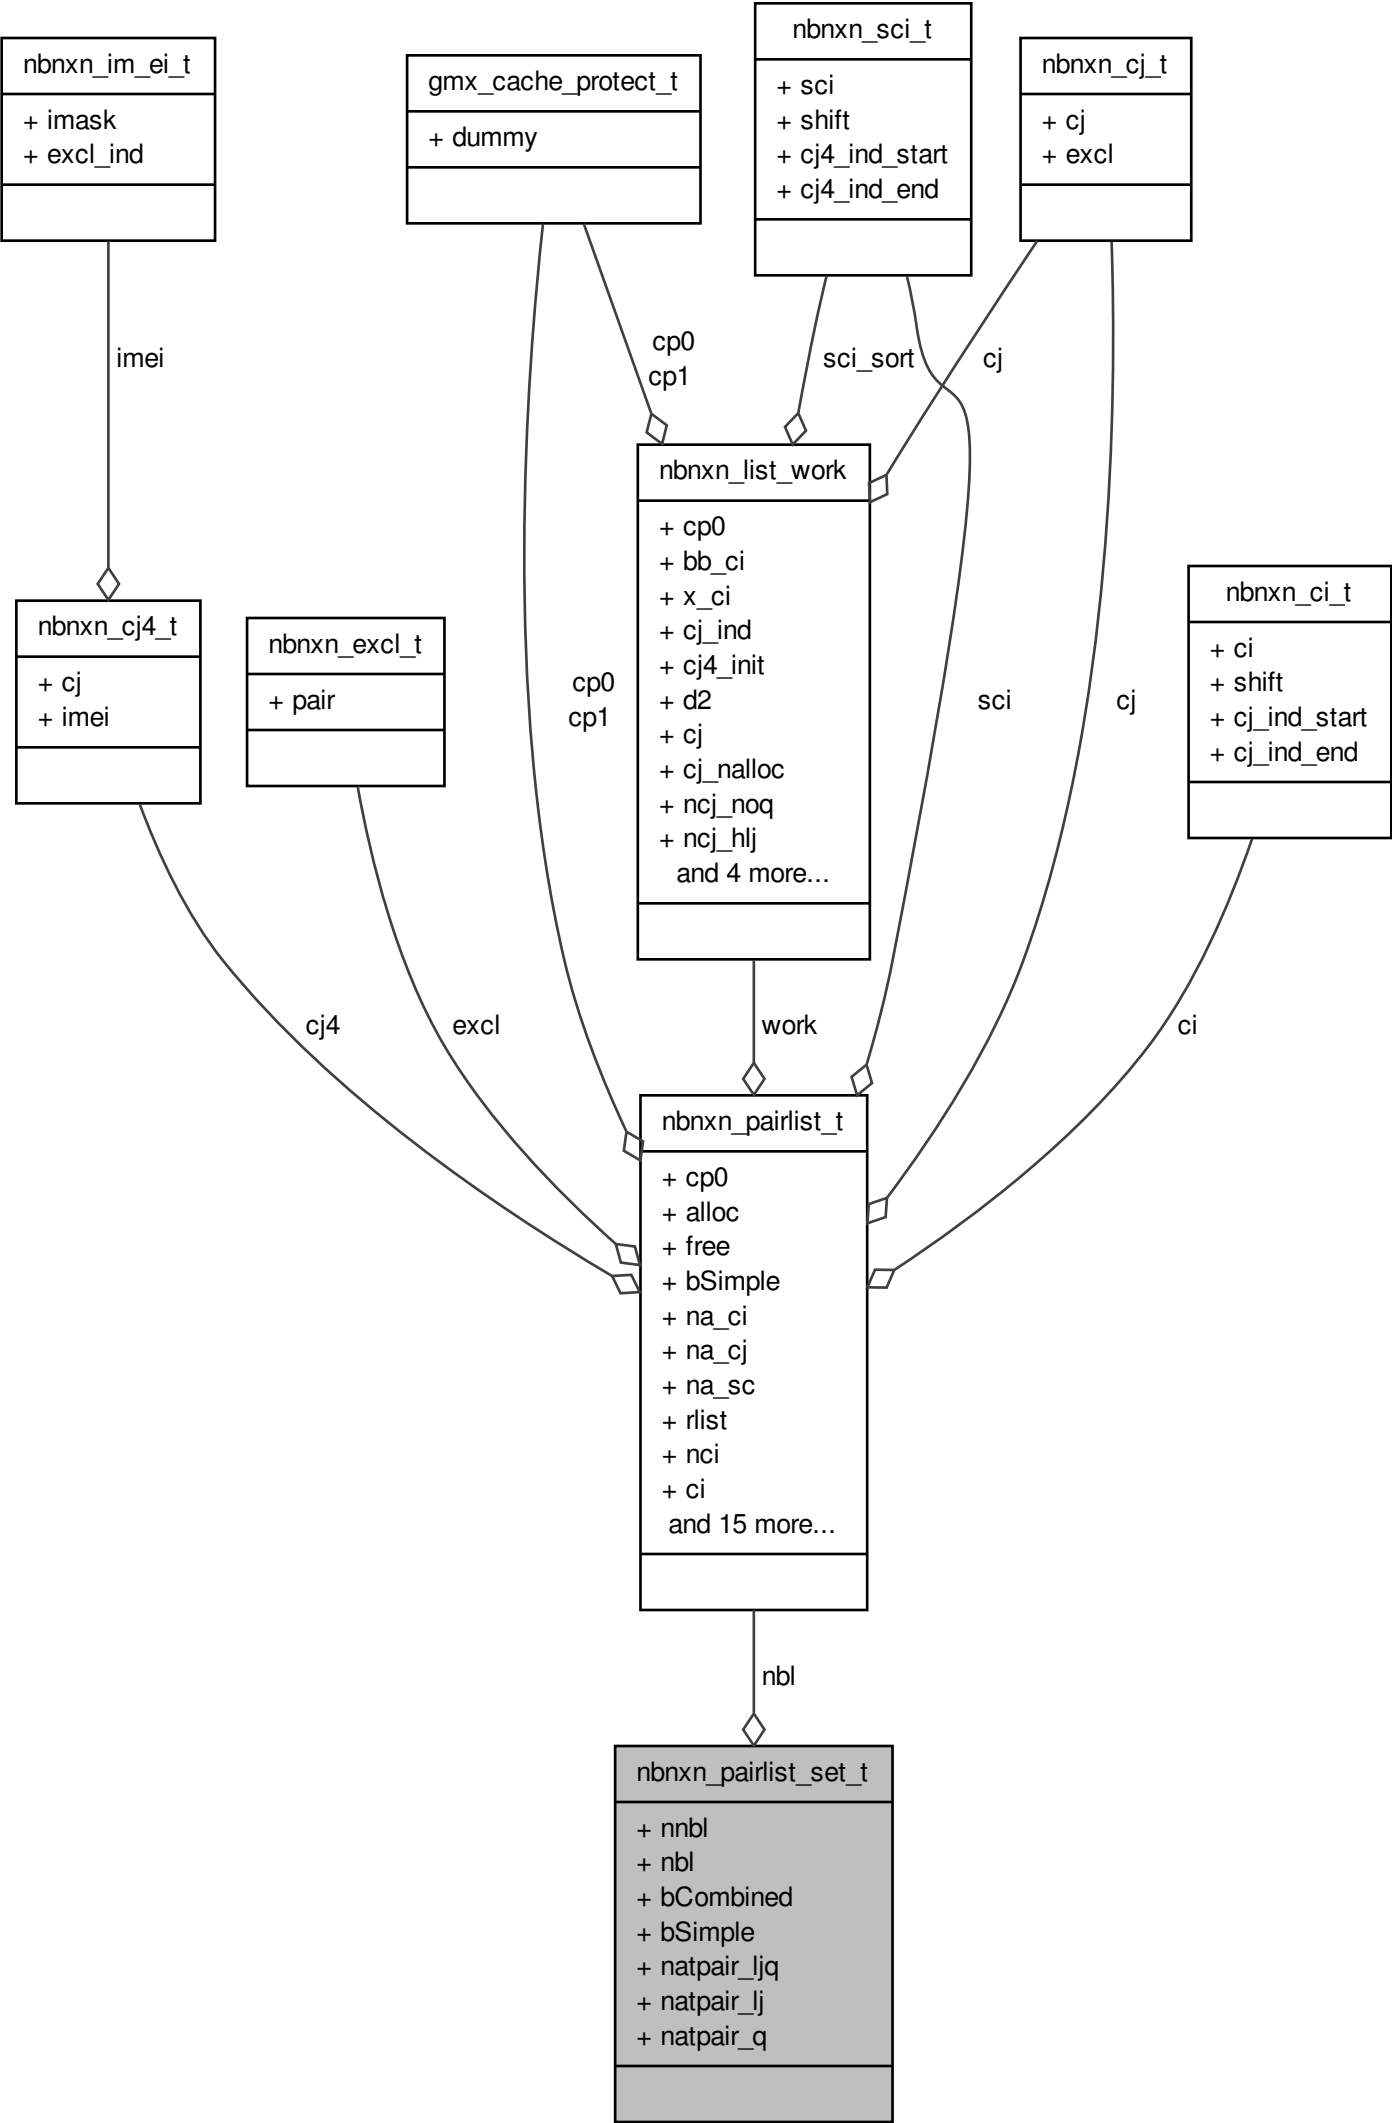 nbnxn_im_ei_t
+ imask
+ excl_ind
gmx_cache_protect_t
+ dummy
nbnxn_sci_t
+ sci
+ shift
+ cj4_ind_start
+ cj4_ind_end
nbnxn_cj_t
+ cj
+ excl
imei
cp0
cp1
sci_sort
cj
nbnxn_list_work
+ cp0
+ bb_ci
+ x_ci
+ cj_ind
+ cj4_init
+ d2
+ cj
+ cj_nalloc
+ ncj_noq
+ ncj_hlj
and 4 more...
nbnxn_cj4_t
+ cj
+ imei
nbnxn_excl_t
+ pair
cp0
cp1
sci
cj
nbnxn_ci_t
+ ci
+ shift
+ cj_ind_start
+ cj_ind_end
cj4
excl
work
ci
nbnxn_pairlist_t
+ cp0
+ alloc
+ free
+ bSimple
+ na_ci
+ na_cj
+ na_sc
+ rlist
+ nci
+ ci
and 15 more...
nbl
nbnxn_pairlist_set_t
+ nnbl
+ nbl
+ bCombined
+ bSimple
+ natpair_ljq
+ natpair_lj
+ natpair_q